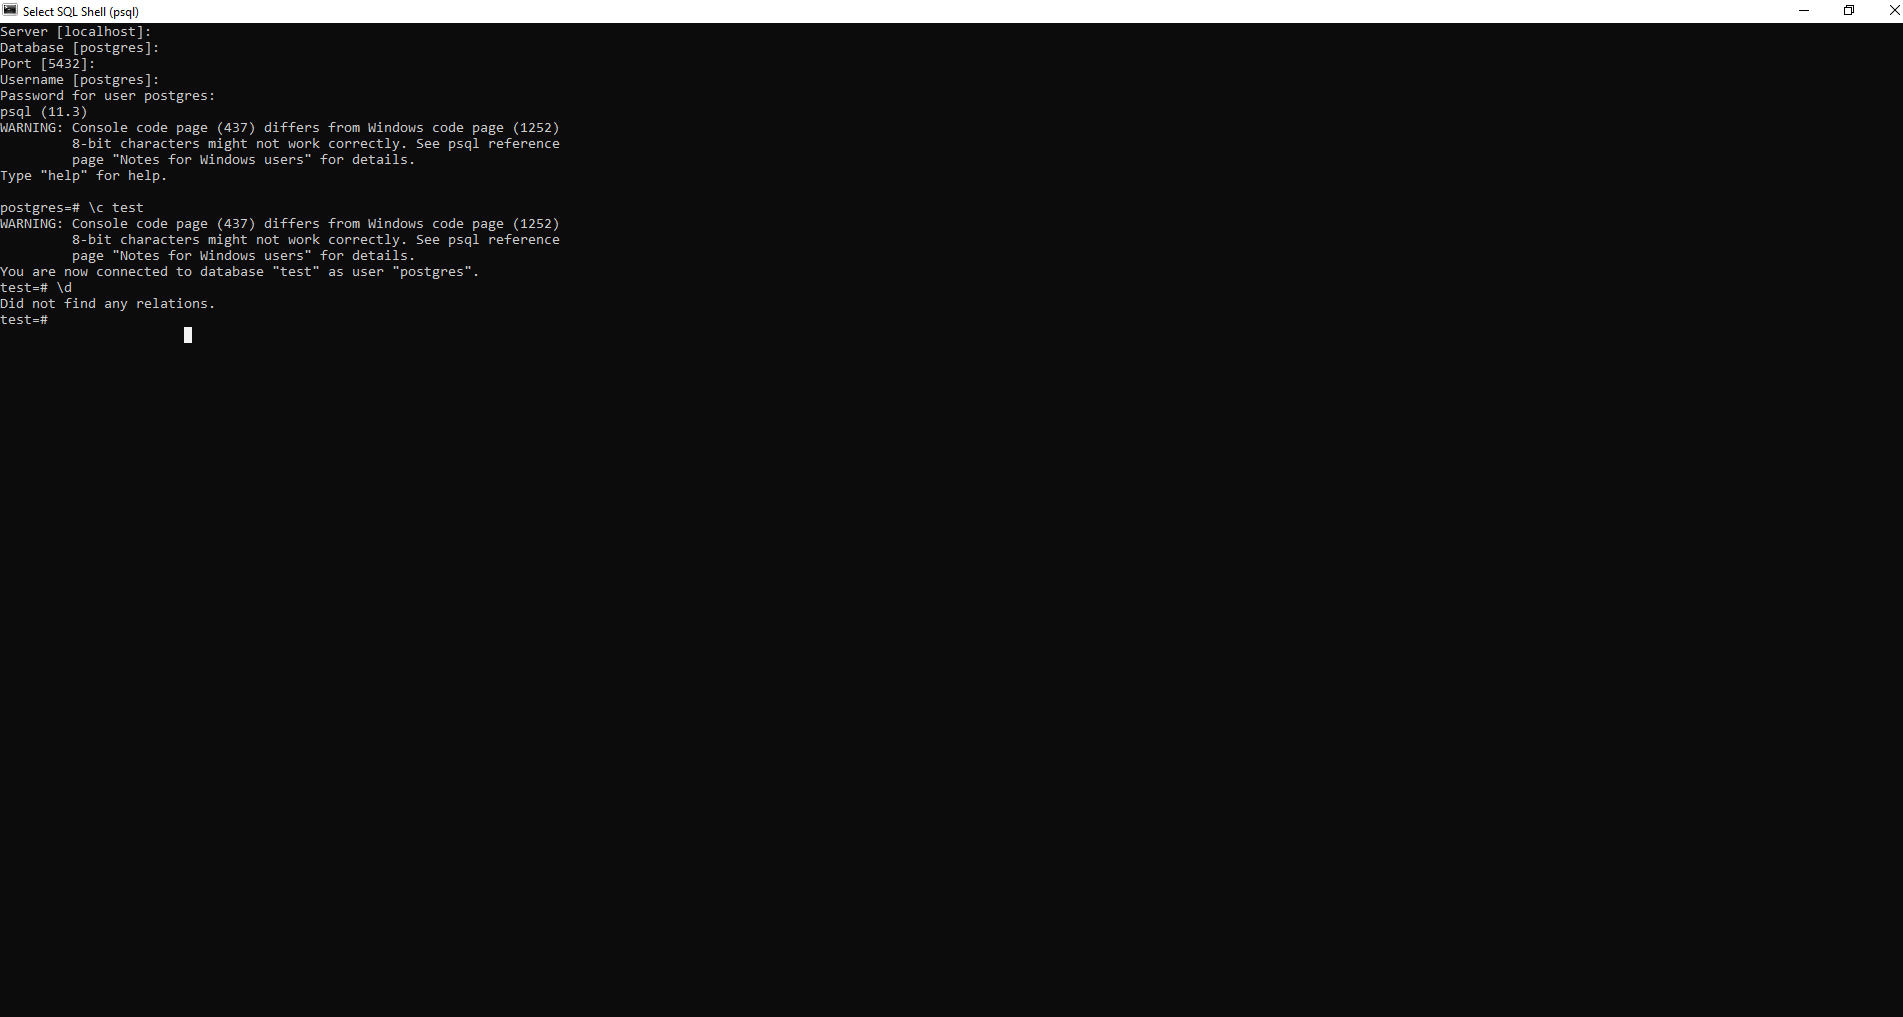 Select SQL Shell (psql)
Server [localhost]:
Database [postgres]:
Port [5432]:
Username [postgres]:
Password for user postgres:
psql (11.3)
WARNING: Console code page (437) differs from Windows code page (1252)
         8-bit characters might not work correctly. See psql reference
         page "Notes for Windows users" for details.
Type "help" for help.

postgres=# \c test
WARNING: Console code page (437) differs from Windows code page (1252)
         8-bit characters might not work correctly. See psql reference
         page "Notes for Windows users" for details.
You are now connected to database "test" as user "postgres".
test=# \d
Did not find any relations.
test=#